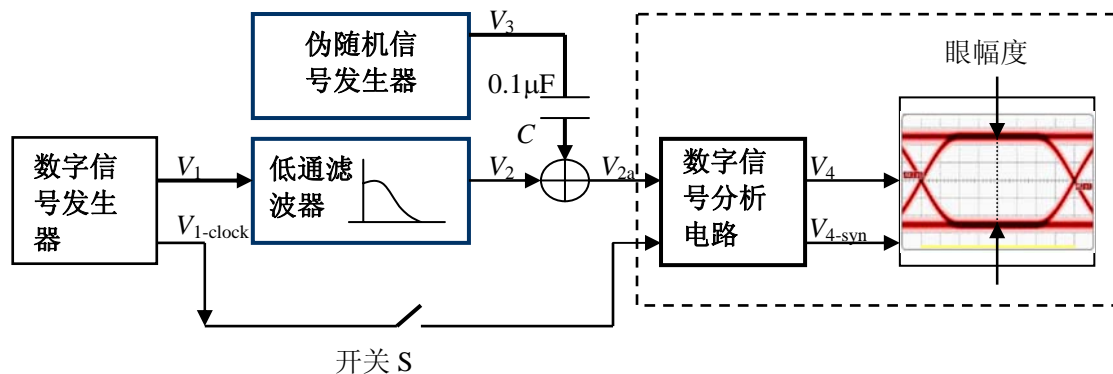 伪随机信
号发生器
V3
0.1μF
C
眼幅度
数字信
号发生
器
V1
V1-clock
低通滤
波器
V2
V2a
数字信
号分析
电路
V4
V4-syn
开关 S